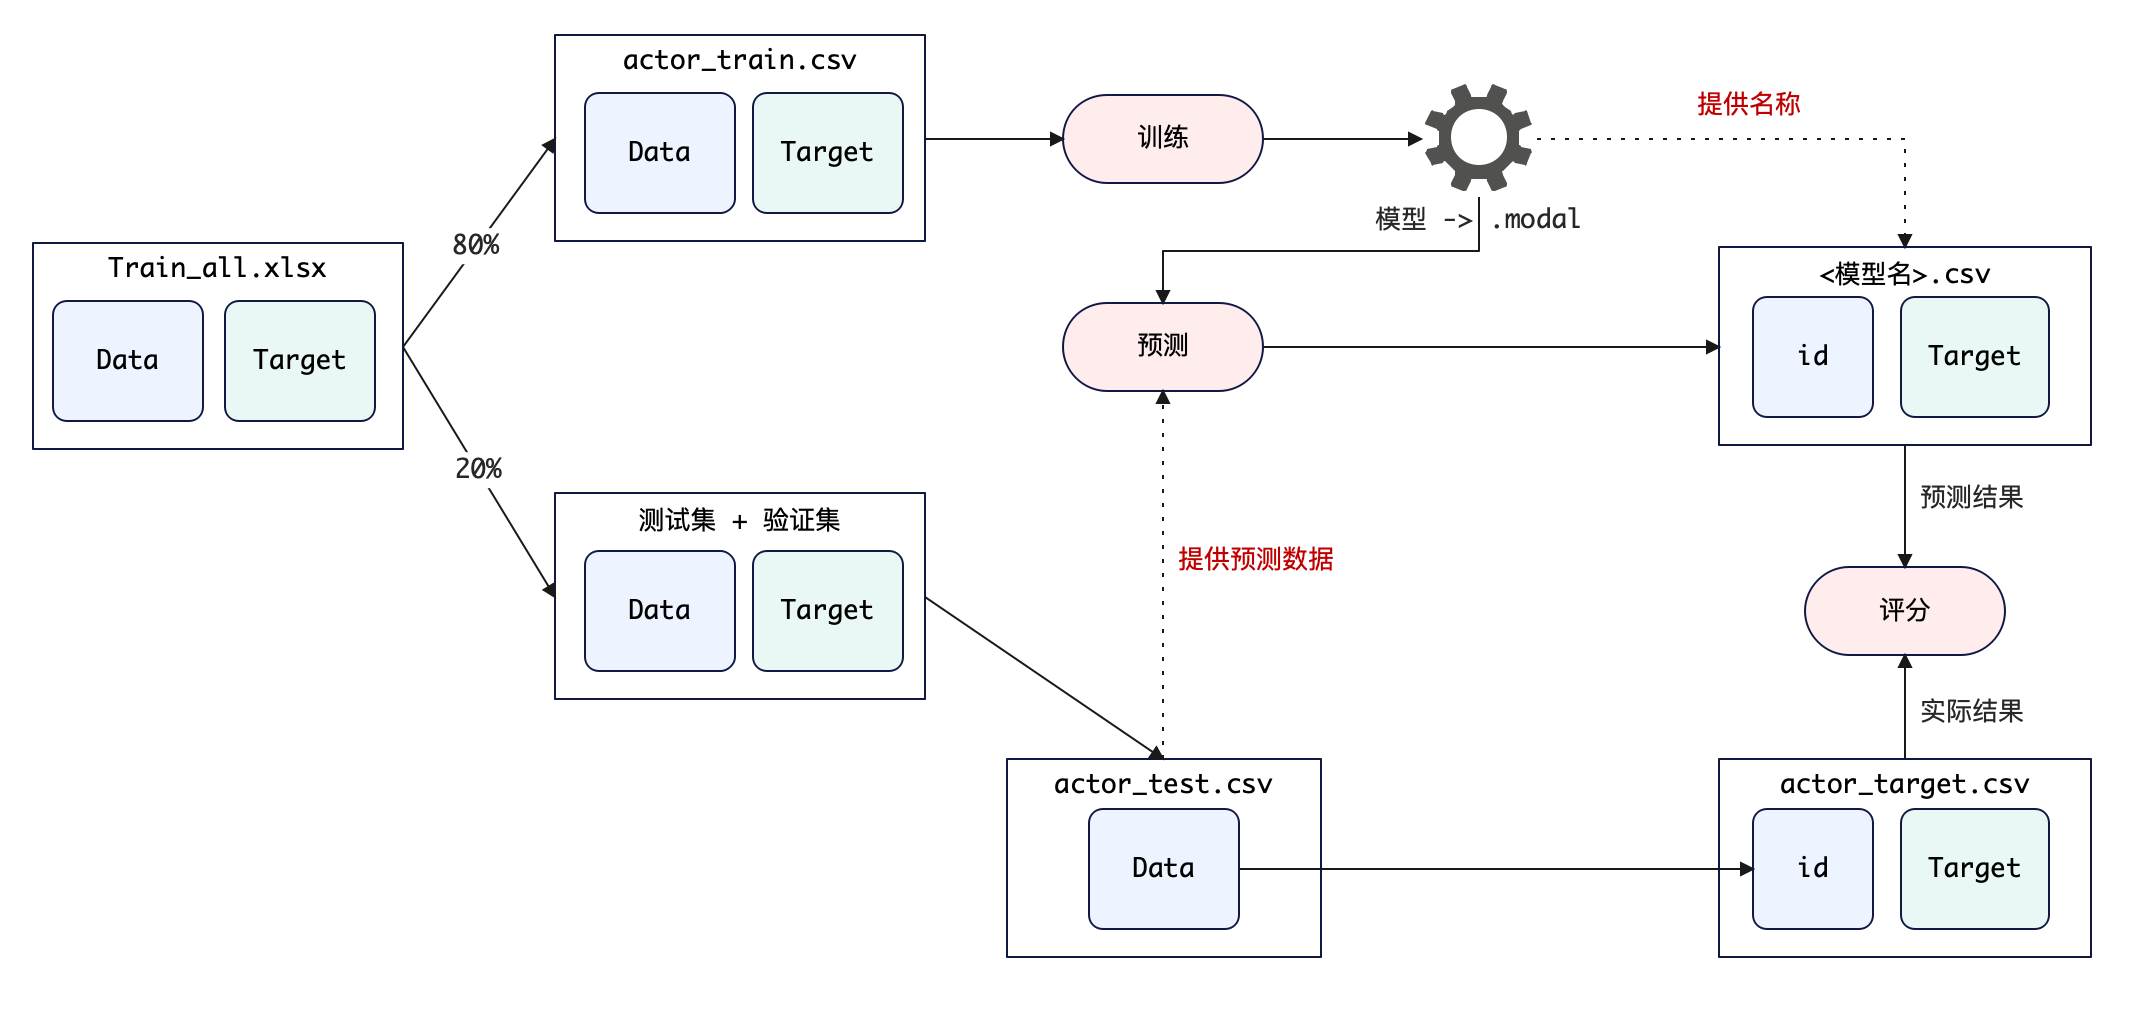 actor_train.csv
Data
Target
训练
提供名称
80%
模型 -> .modal
Train_all.xlsx
Data
Target
<模型名>.csv
id
Target
预测
20%
预测结果
测试集 + 验证集
Data
Target
提供预测数据
评分
实际结果
actor_test.csv
Data
actor_target.csv
id
Target